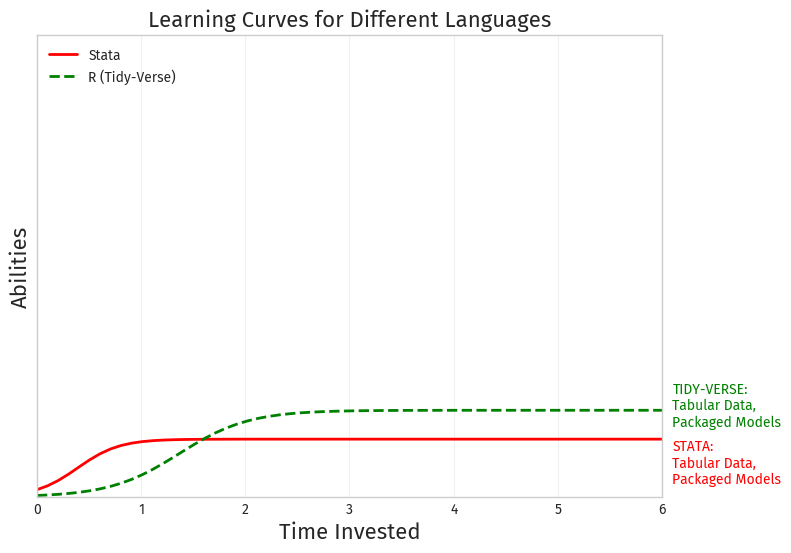 Learning Curves for Different Languages
Stata
R (Tidy-Verse)
Abilities
TIDY-VERSE:
Tabular Data,
Packaged Models
STATA:
Tabular Data,
Packaged Models
0 1 2 3 4 5 6
Time Invested